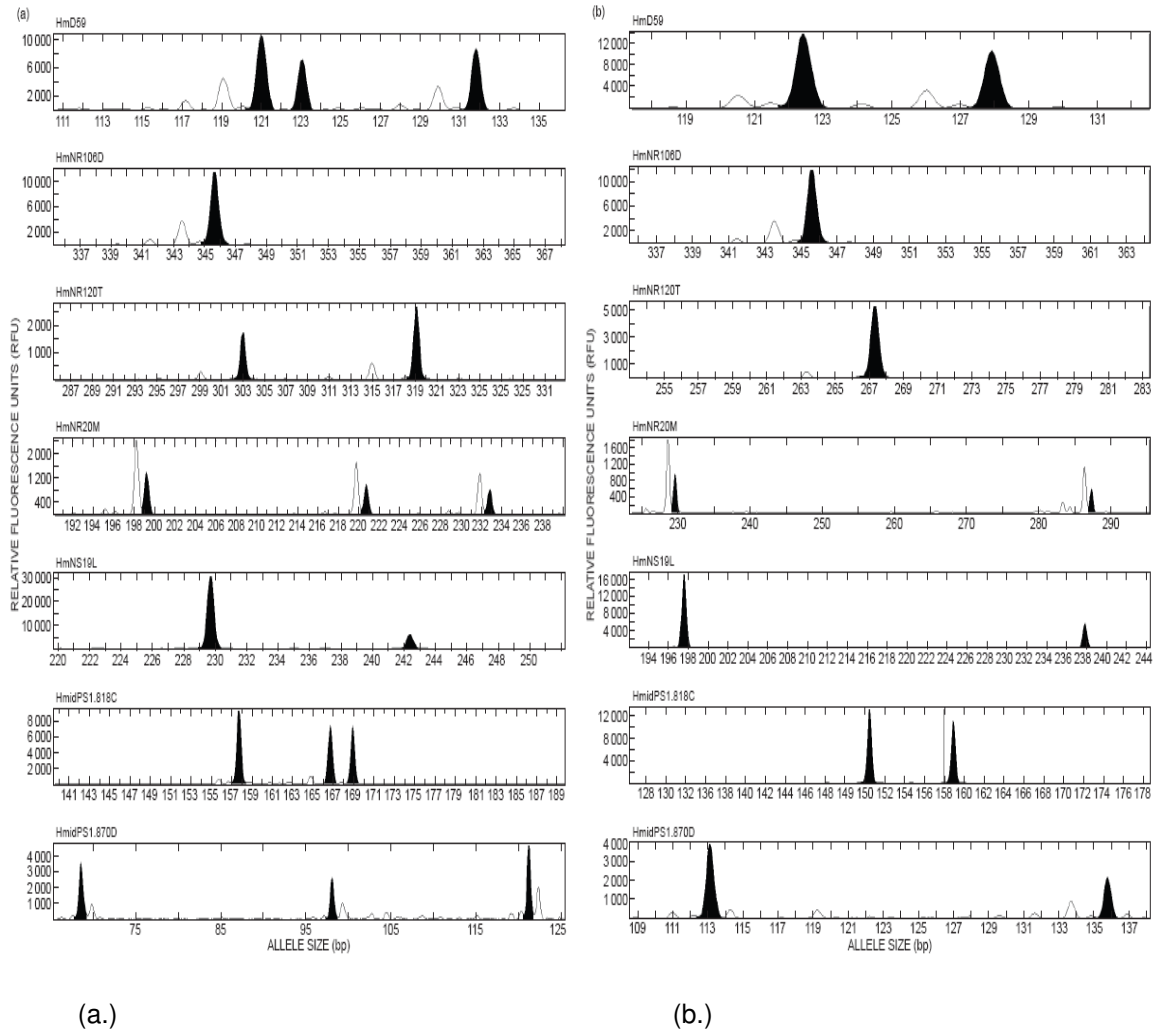 (a)
HmD59
10 000
6 000
2 000
111 113 115 117 119 121 123 125 127 129 131 133 135
HmNR106D
10 000
6 000
2 000
337 339 341 343 345 347 349 351 353 355 357 359 361 363 365 367
HmNR120T
2 000
1 000
287 289 291 293 295 297 299 301 303 305 307 309 311 313 315 317 319 321 323 325 325 325 331
HmNR20M
2 000
1200
400
192 194 196 198 200 202 204 206 208 210 212 214 216 218 220 222 224 226 228 230 232 234 236 238
HmNS19L
30 000
20 000
10 000
220 222 224 226 228 230 232 234 236 238 240 242 244 246 248 250
HmidPS1.818C
8 000
6 000
4 000
2 000
141 143 145 147 149 151 153 155 157 159 161 163 165 167 169 171 173 175 177 179 181 183 185 187 189
HmidPS1.870D
4 000
3 000
2 000
1 000
75 85 95 105 115 125
ALLELE SIZE (bp)
RELATIVE FLUORESCENCE UNITS (RFU)
(a.)
(b)
HmD59
12 000
8 000
4 000
119 121 123 125 127 129 131
HmNR106D
10 000
6 000
2 000
337 339 341 343 345 347 349 351 352 353 355 357 359 361 363
HmNR120T
5 000
3 000
1 000
255 257 259 261 263 265 267 269 271 273 275 277 279 281 283
HmNR20M
1 600
1 200
800
400
230 240 250 260 270 280 290
HmNS19L
16 000
12 000
8 000
4 000
194 196 198 200 202 204 206 208 210 212 214 216 218 220 222 224 226 228 230 232 234 236 238 240 242 244
HmidPS1.818C
12 000
8 000
4 000
128 130 132 136 136 138 140 142 144 146 148 150 152 154 156 158 160 162 164 166 168 170 172 174 176 178
HmidPS1.870D
4 000
3 000
2 000
1 000
109 111 113 115 117 119 121 123 125 127 129 131 133 135 137
ALLELE SIZE (bp)
RELATIVE FLUORESCENCE UNITS (RFU)
(b.)